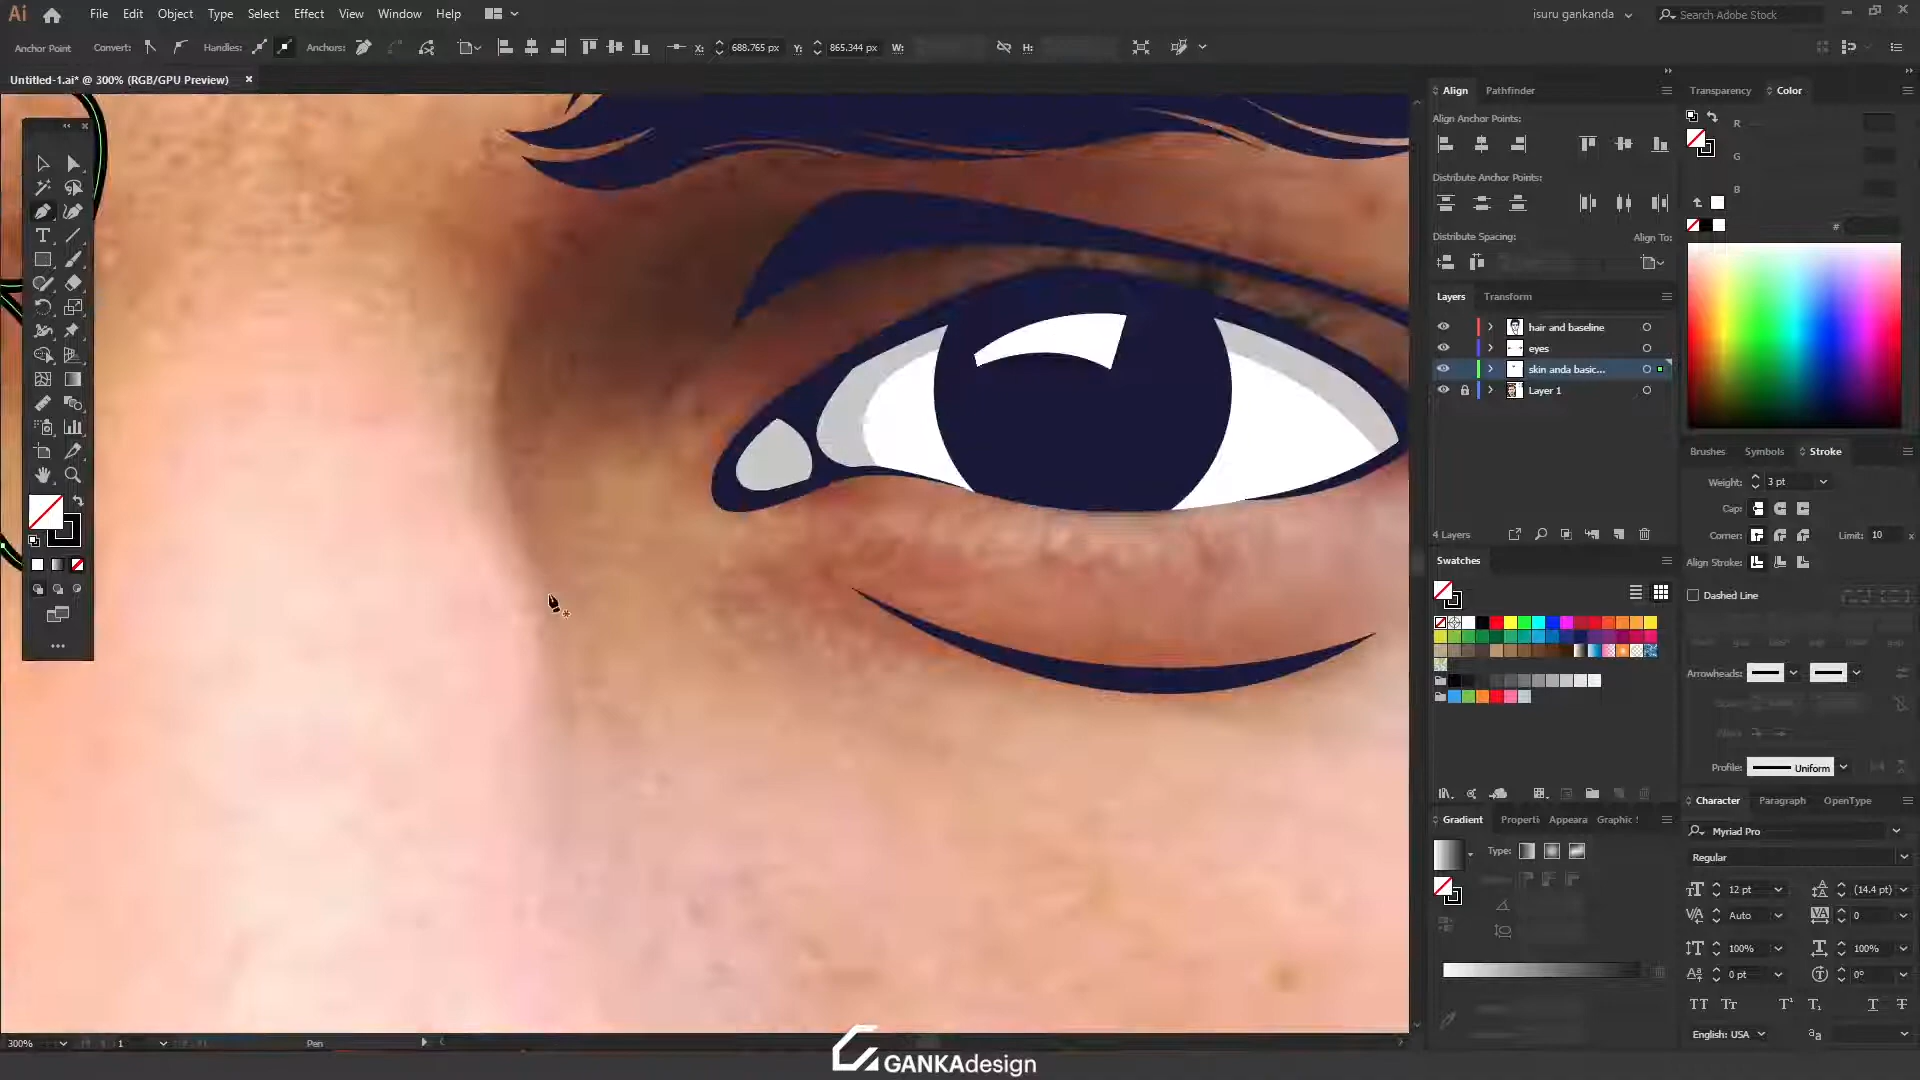 Ai File Edit Object Type Select Effect View Window Help isuru gankanda Search Adobe Stock
Anchor Point Convert: Handles: Anchors: X: 688.765 px Y: 865.344 px W: H:
Untitled-1.ai* @ 300% (RGB/GPU Preview) ×
Align Pathfinder
Align Anchor Points:
Distribute Anchor Points:
Distribute Spacing: Align To:
Layers Transform
hair and baseline
eyes
skin anda basic...
Layer 1
4 Layers
Swatches
Gradient Properti Appeara Graphic S
Type:
Transparency Color
R
G
B
#
Brushes Symbols Stroke
Weight: 3 pt
Cap:
Corner: Limit: 10 x
Align Stroke:
Dashed Line
Arrowheads:
Profile: Uniform
Character Paragraph OpenType
Myriad Pro
Regular
12 pt (14.4 pt)
Auto 0
100% 100%
0 pt 0°
English: USA
300% 1 Pen
GANKAdesign